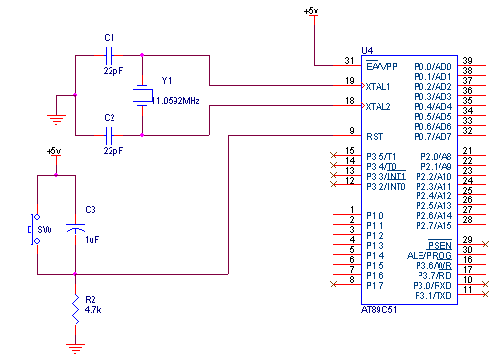 +5v
C1
22pF
Y1
11.0592MHz
C2
22pF
+5v
SW
C3
1uF
R2
4.7k
U4
31 EA/VPP P0.0/AD0 39
P0.1/AD1 38
19 XTAL1 P0.2/AD2 37
P0.3/AD3 36
18 XTAL2 P0.4/AD4 35
P0.5/AD5 34
P0.6/AD6 33
9 RST P0.7/AD7 32
15 P3.5/T1 P2.0/A8 21
14 P3.4/T0 P2.1/A9 22
13 P3.3/INT1 P2.2/A10 23
12 P3.2/INT0 P2.3/A11 24
P2.4/A12 25
P2.5/A13 26
1 P1.0 P2.6/A14 27
2 P1.1 P2.7/A15 28
3 P1.2
4 P1.3 PSEN 29
5 P1.4 ALE/PROG 30
6 P1.5 P3.6/WR 16
7 P1.6 P3.7/RD 17
8 P1.7 P3.0/RXD 10
P3.1/TXD 11
AT89C51